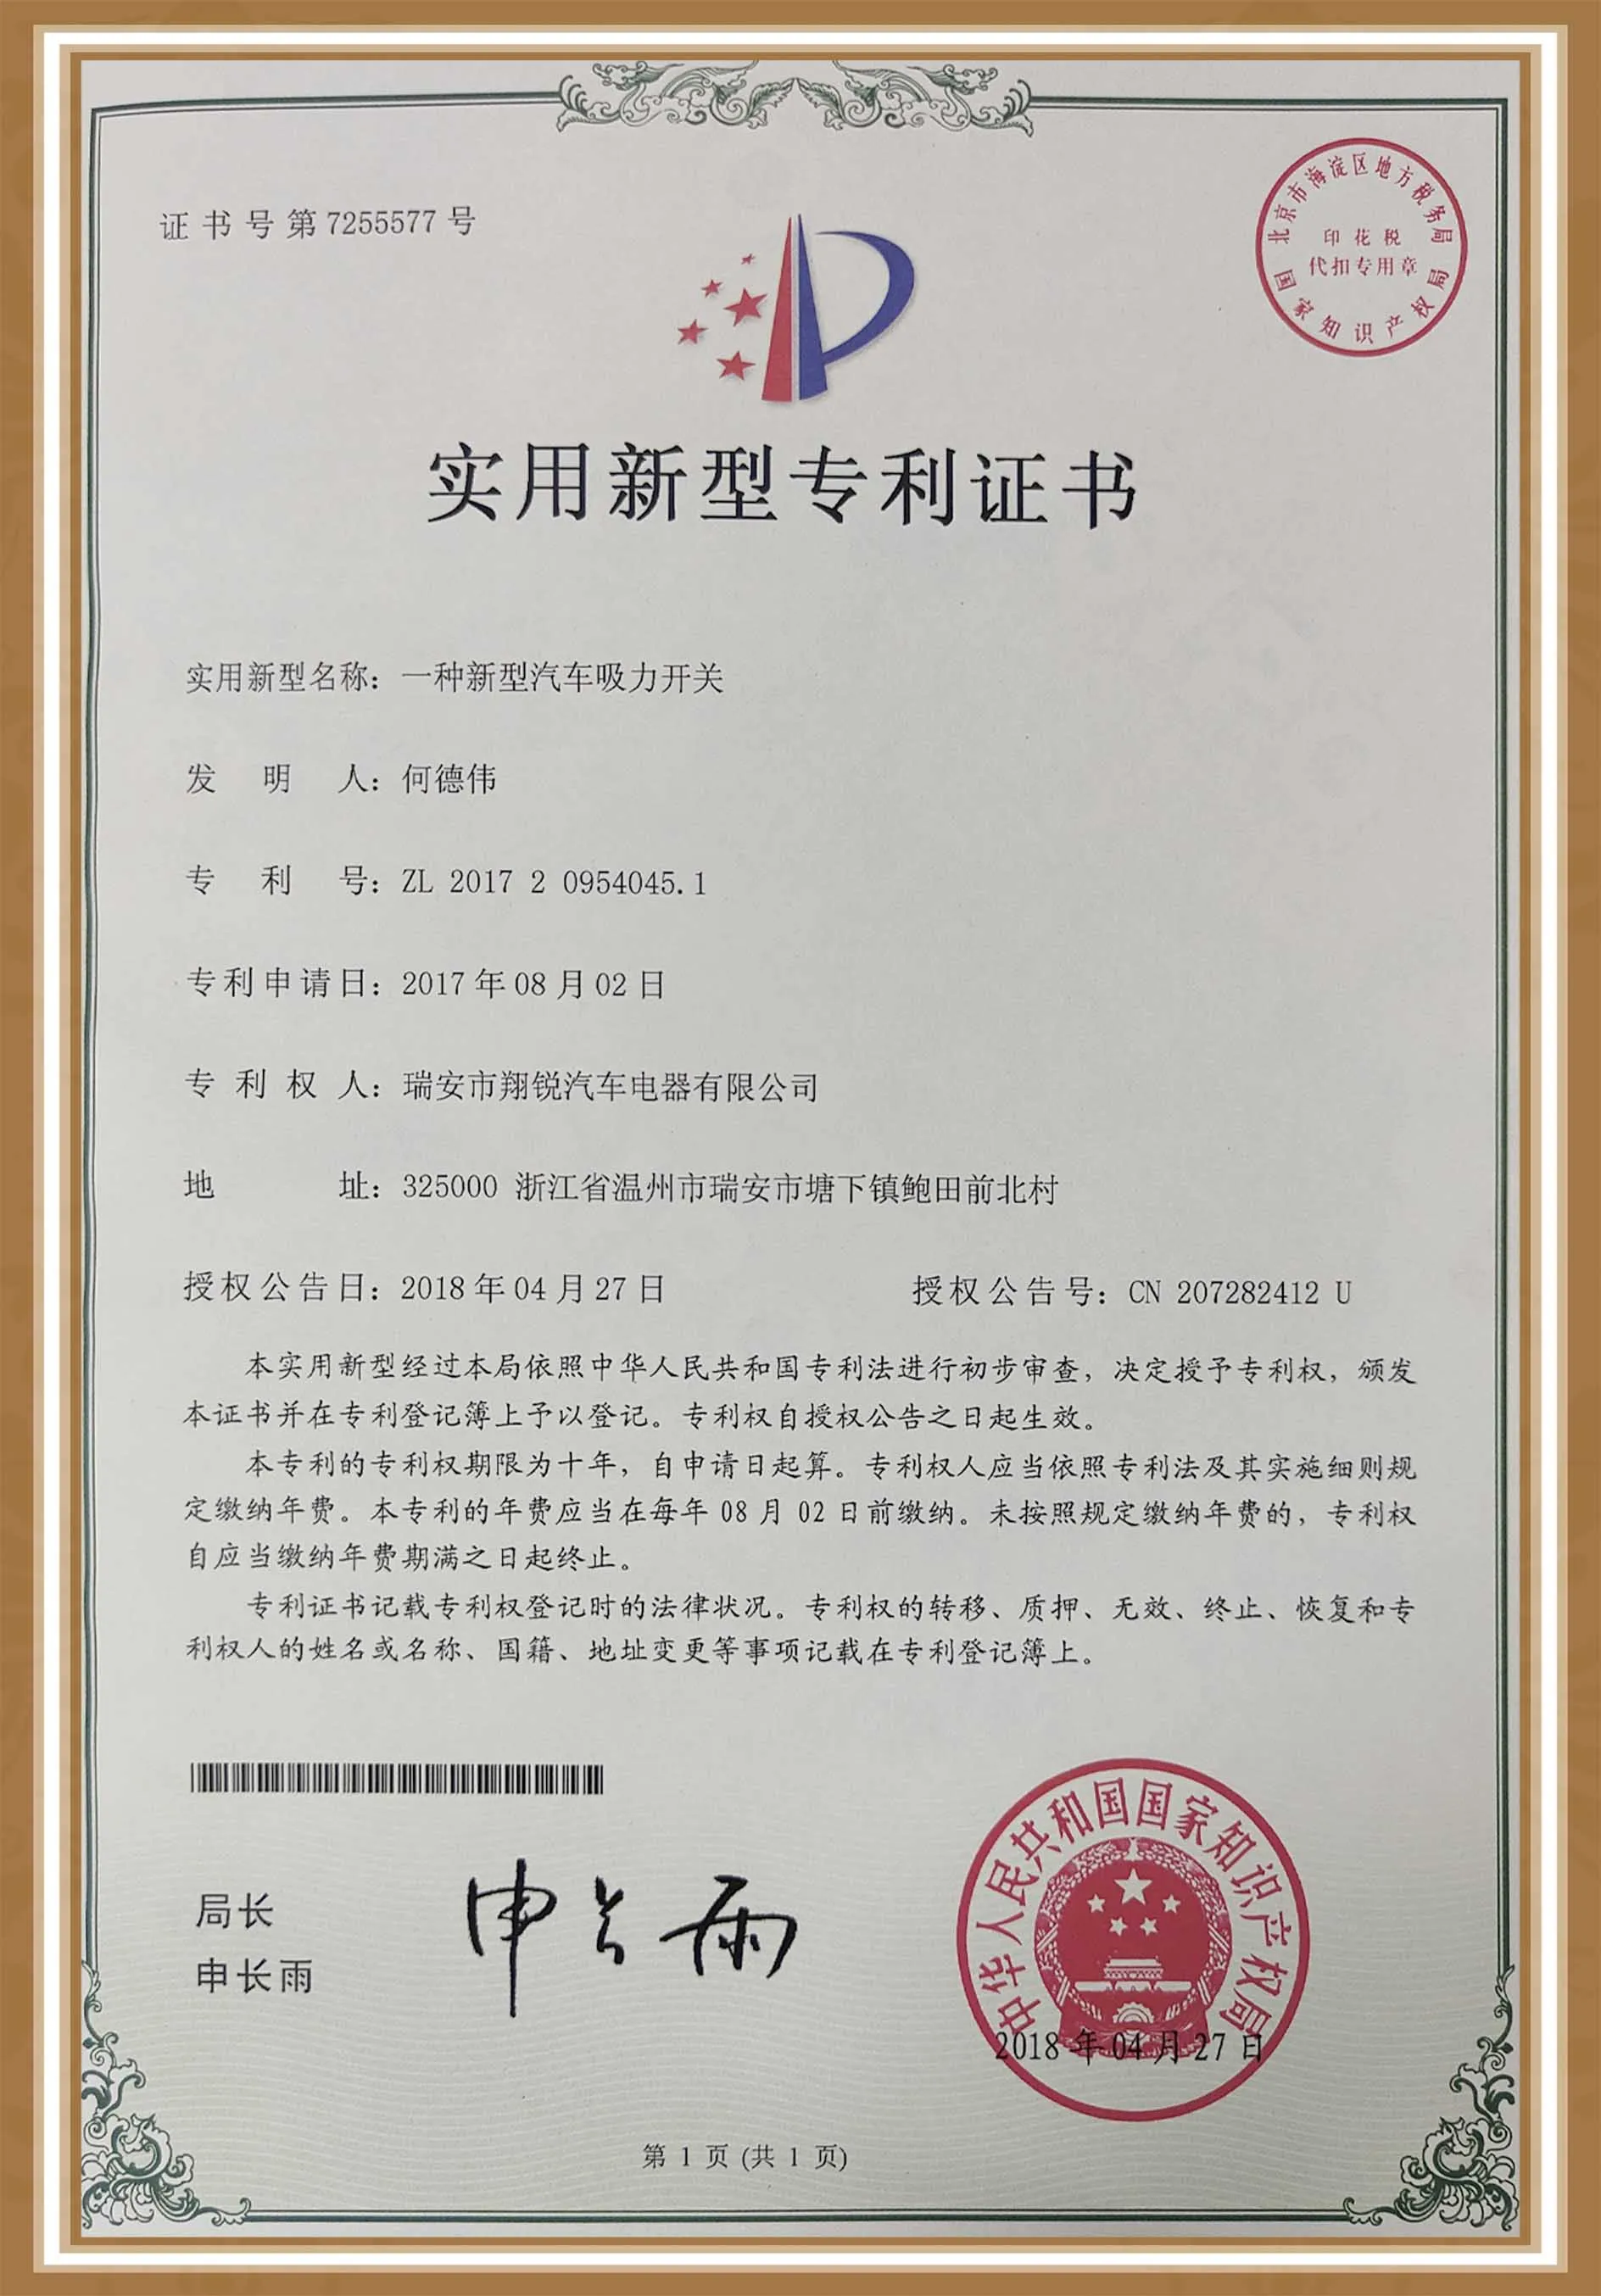 证书号第7255577号
北京市海淀区地方税务局
印花税
代扣专用章
国家知识产权局
实用新型专利证书
实用新型名称：一种新型汽车吸力开关
发明人：何德伟
专利号：ZL 2017 2 0954045.1
专利申请日：2017年08月02日
专利权人：瑞安市翔锐汽车电器有限公司
地址：325000 浙江省温州市瑞安市塘下镇鲍田前北村
授权公告日：2018年04月27日 授权公告号：CN 207282412 U
本实用新型经过本局依照中华人民共和国专利法进行初步审查，决定授予专利权，颁发
本证书并在专利登记簿上予以登记。专利权自授权公告之日起生效。
本专利的专利权期限为十年，自申请日起算。专利权人应当依照专利法及其实施细则规
定缴纳年费。本专利的年费应当在每年08月02日前缴纳。未按照规定缴纳年费的，专利权
自应当缴纳年费期满之日起终止。
专利证书记载专利权登记时的法律状况。专利权的转移、质押、无效、终止、恢复和专
利权人的姓名或名称、国籍、地址变更等事项记载在专利登记簿上。
局长
申长雨
申长雨
中华人民共和国国家知识产权局
2018年04月27日
第 1 页 (共 1 页)